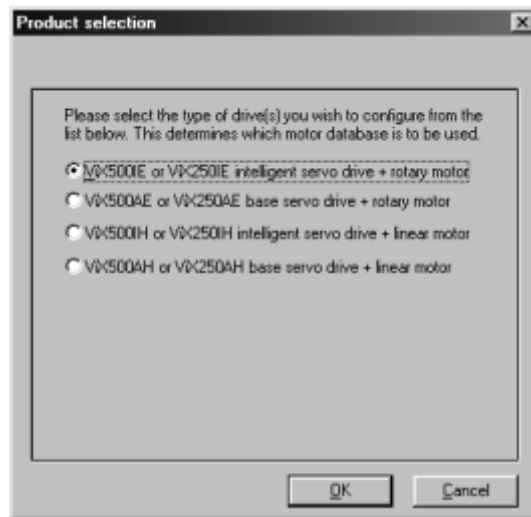 Product selection
Please select the type of drive(s) you wish to configure from the
list below. This determines which motor database is to be used.
ViX500IE or ViX250IE intelligent servo drive + rotary motor
ViX500AE or ViX250AE base servo drive + rotary motor
ViX500IH or ViX250IH intelligent servo drive + linear motor
ViX500AH or ViX250AH base servo drive + linear motor
OK
Cancel